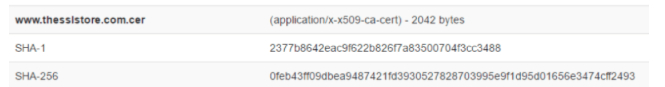 www.thesslstore.com.cer (application/x-x509-ca-cert) - 2042 bytes
SHA-1 2377b8642eac9f622b826f7a83500704f3cc3488
SHA-256 0feb43ff09dbea9487421fd3930527828703995e9f1d95d01656e3474cff2493